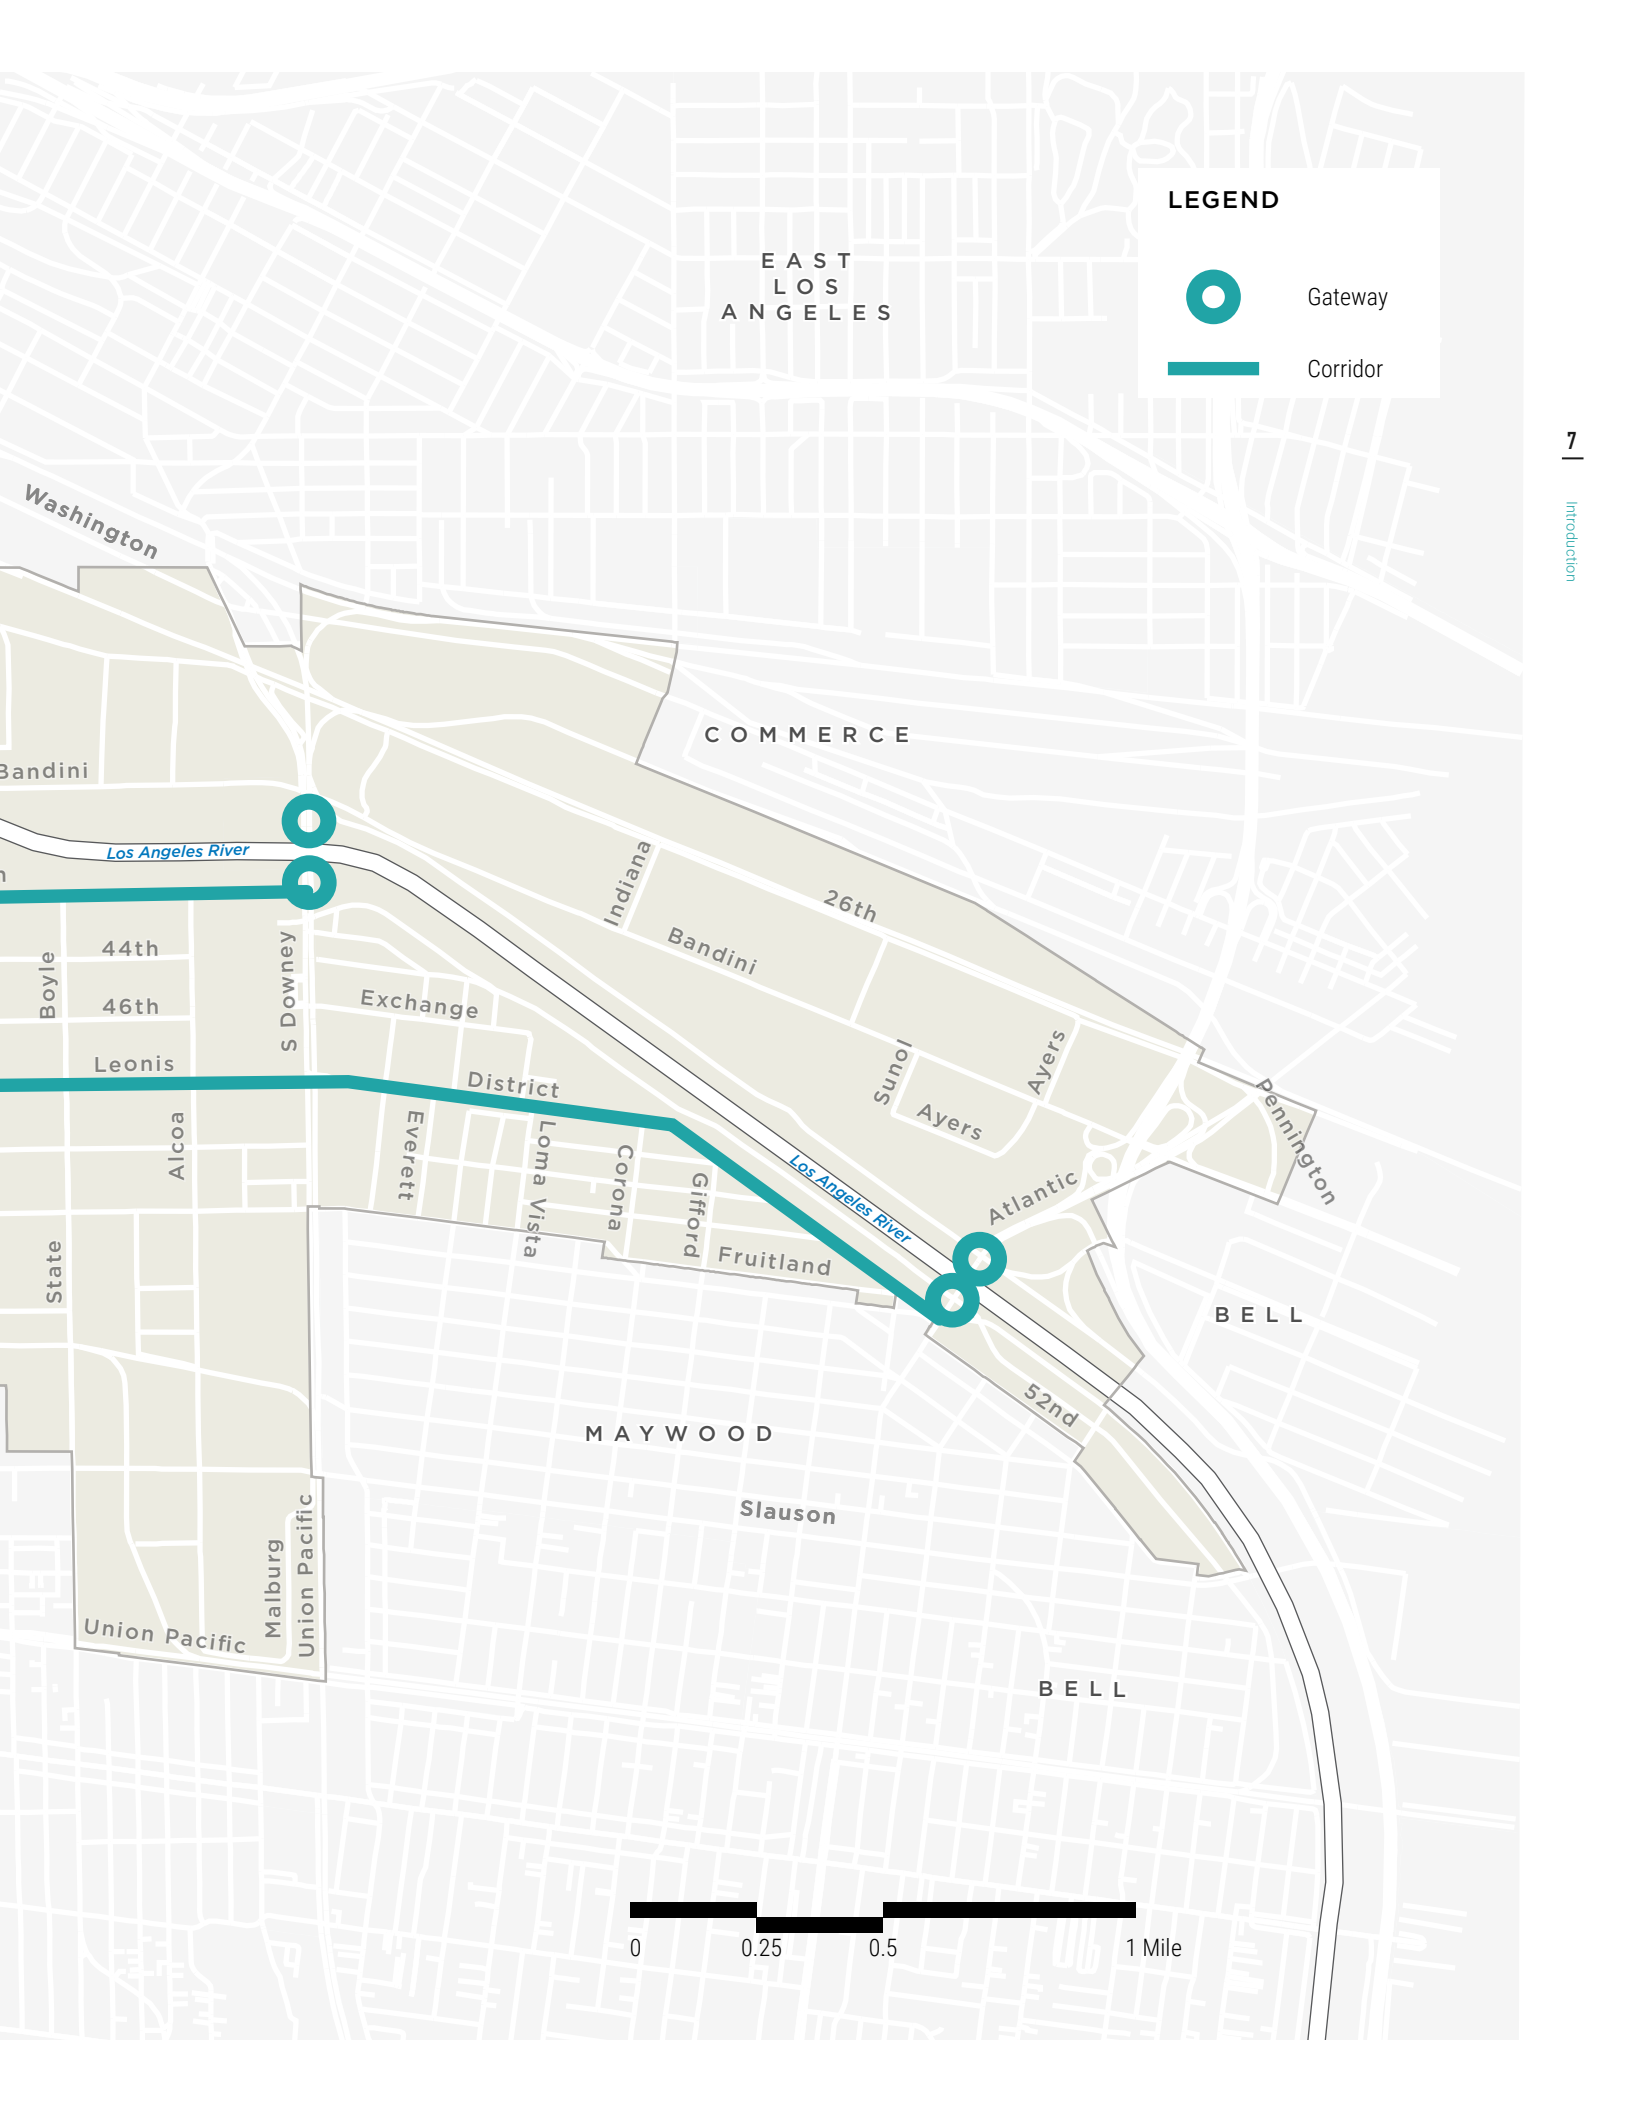 LEGEND
Gateway
Corridor
7
Introduction
EAST
LOS
ANGELES
Washington
COMMERCE
Bandini
Los Angeles River
Indiana
26th
Bandini
44th
Boyle
S Downey
46th
Exchange
Leonis
District
Sunol
Ayers
Ayers
Pennington
Alcoa
Everett
Loma Vista
Corona
Gifford
Los Angeles River
Atlantic
State
Fruitland
BELL
52nd
MAYWOOD
Slauson
Malburg
Union Pacific
Union Pacific
BELL
0
0.25
0.5
1 Mile